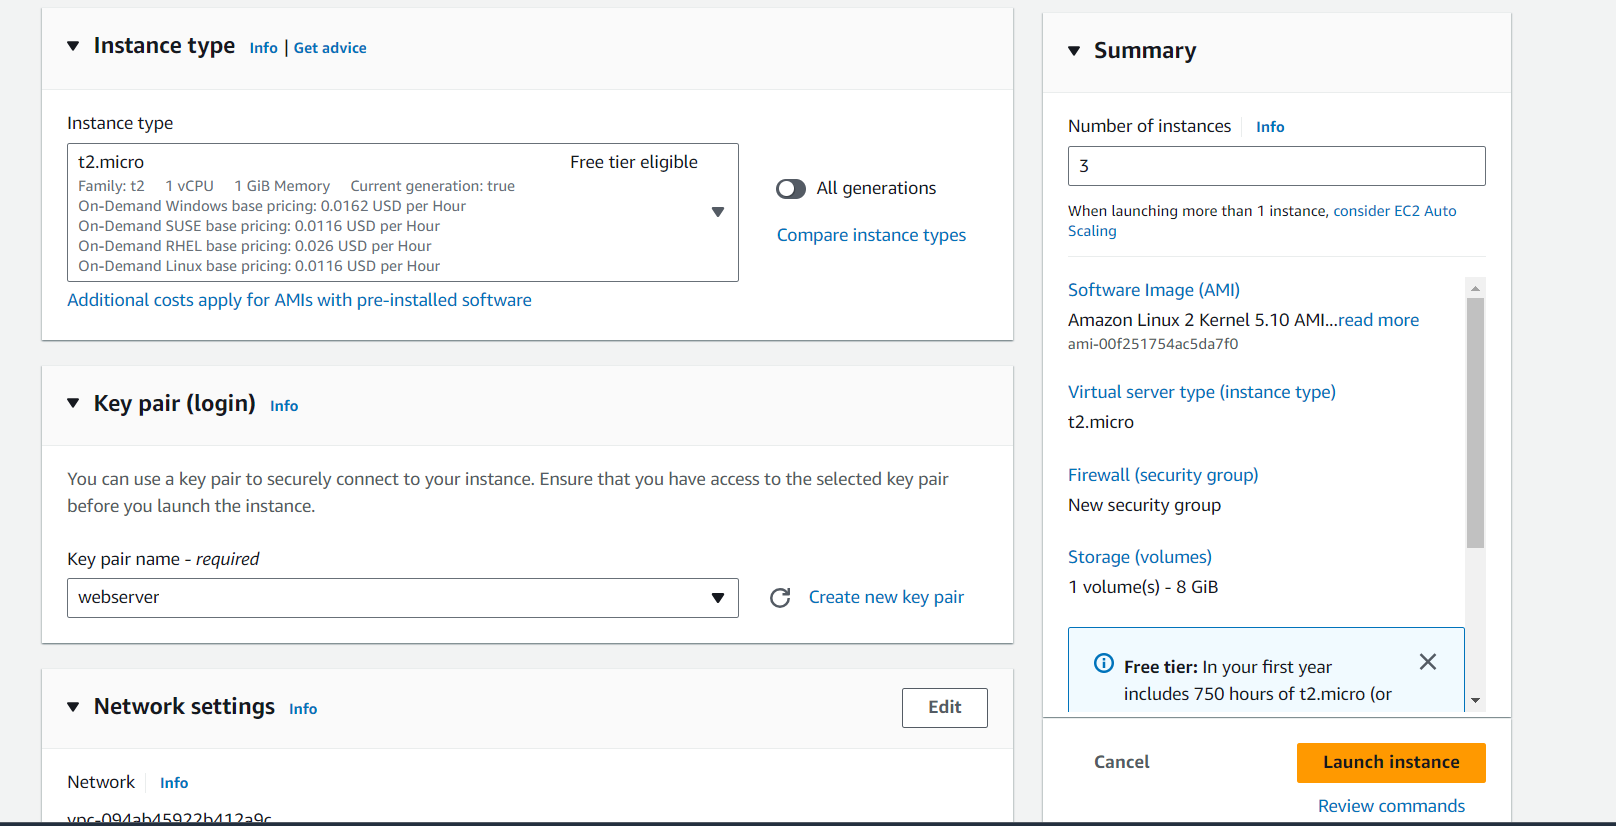 Instance type Info | Get advice
Instance type
t2.micro Free tier eligible
Family: t2 1 vCPU 1 GiB Memory Current generation: true
On-Demand Windows base pricing: 0.0162 USD per Hour
On-Demand SUSE base pricing: 0.0116 USD per Hour
On-Demand RHEL base pricing: 0.026 USD per Hour
On-Demand Linux base pricing: 0.0116 USD per Hour
All generations
Compare instance types
Additional costs apply for AMIs with pre-installed software
Key pair (login) Info
You can use a key pair to securely connect to your instance. Ensure that you have access to the selected key pair
before you launch the instance.
Key pair name - required
webserver
Create new key pair
Network settings Info
Edit
Network Info
vpc-094ab45922b412a9c
Summary
Number of instances Info
3
When launching more than 1 instance, consider EC2 Auto
Scaling
Software Image (AMI)
Amazon Linux 2 Kernel 5.10 AMI...read more
ami-00f251754ac5da7f0
Virtual server type (instance type)
t2.micro
Firewall (security group)
New security group
Storage (volumes)
1 volume(s) - 8 GiB
Free tier: In your first year
includes 750 hours of t2.micro (or
Cancel
Launch instance
Review commands